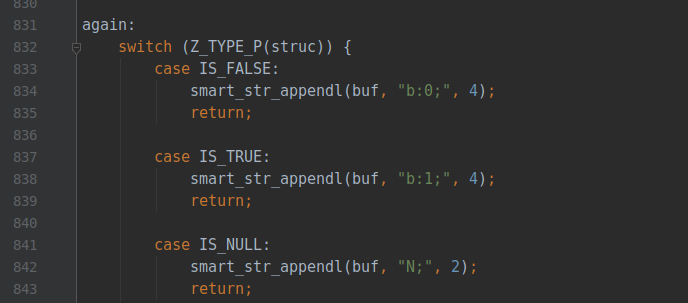 830
831 again:
832 switch (Z_TYPE_P(struc)) {
833 case IS_FALSE:
834 smart_str_appendl(buf, "b:0;", 4);
835 return;
836
837 case IS_TRUE:
838 smart_str_appendl(buf, "b:1;", 4);
839 return;
840
841 case IS_NULL:
842 smart_str_appendl(buf, "N;", 2);
843 return;